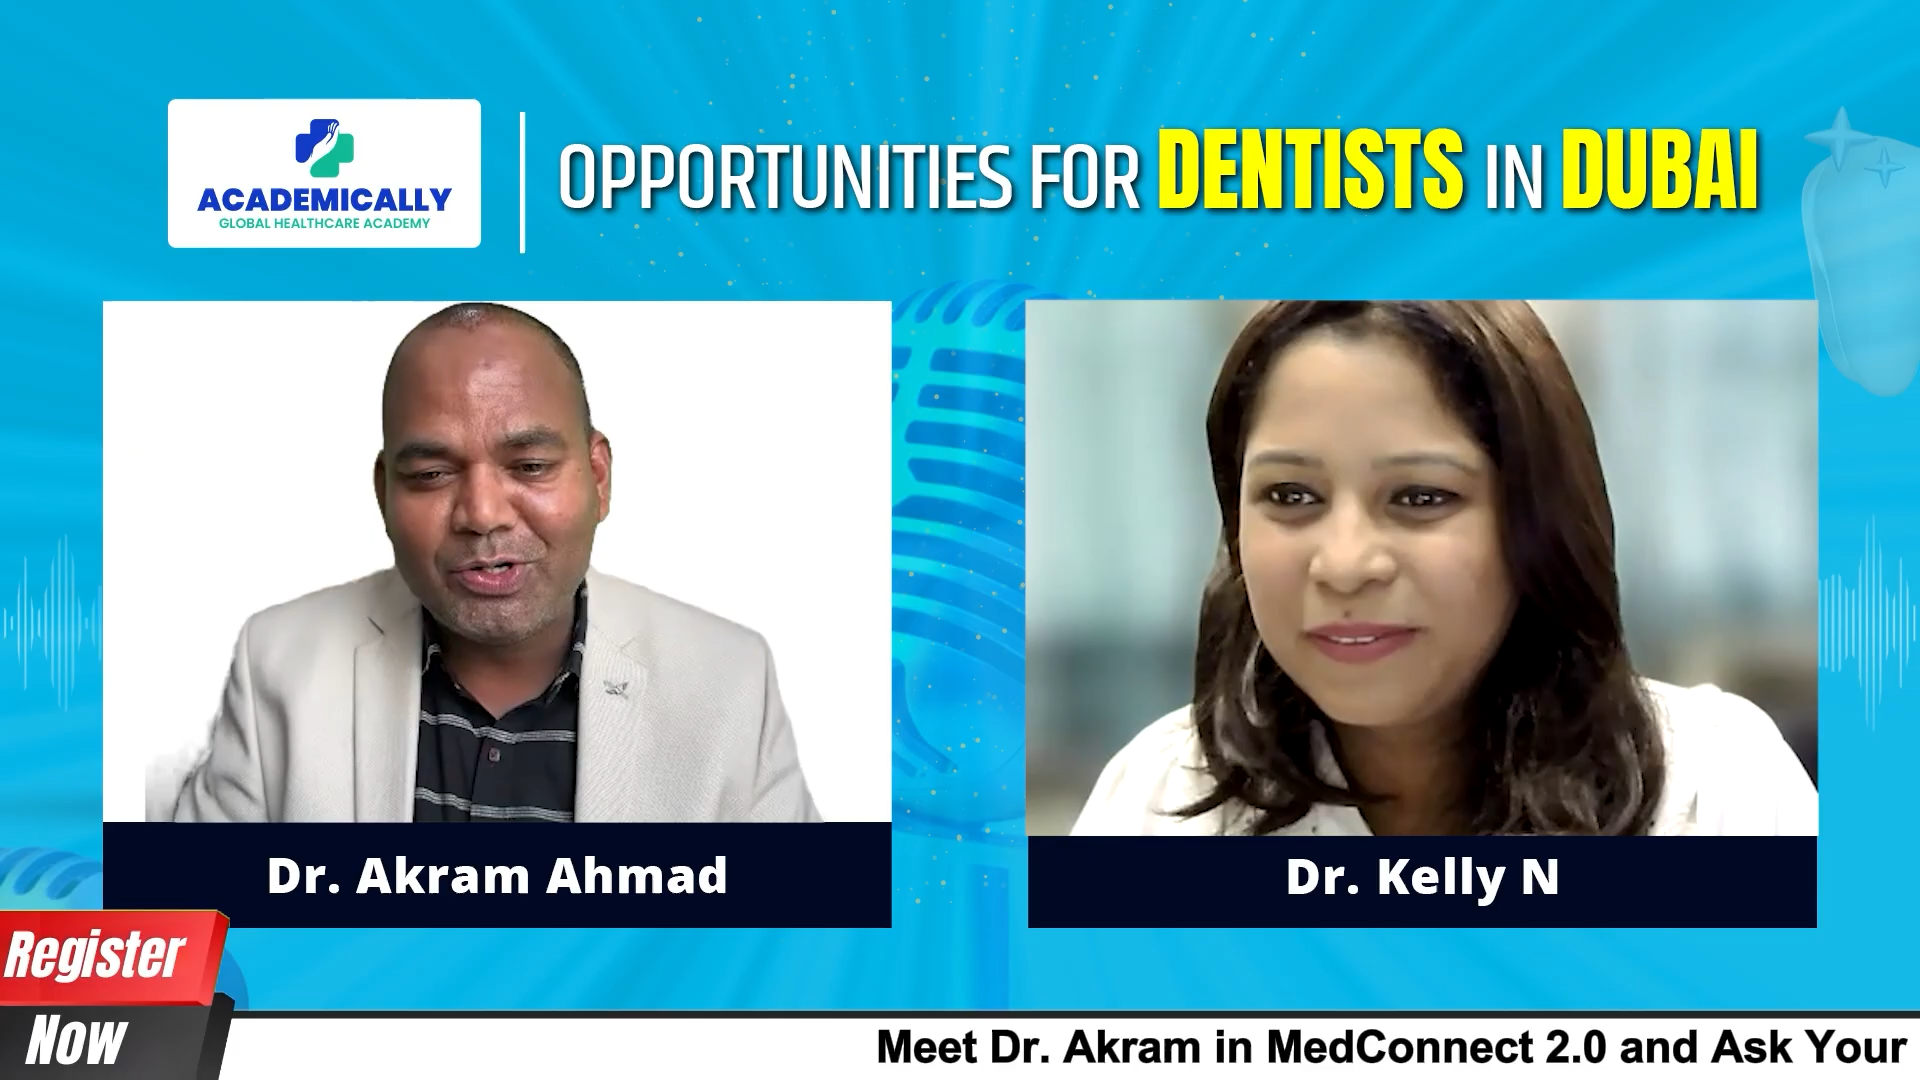 ACADEMICALLY
GLOBAL HEALTHCARE ACADEMY
OPPORTUNITIES FOR DENTISTS IN DUBAI
Dr. Akram Ahmad
Dr. Kelly N
Register
Now
Meet Dr. Akram in MedConnect 2.0 and Ask Your